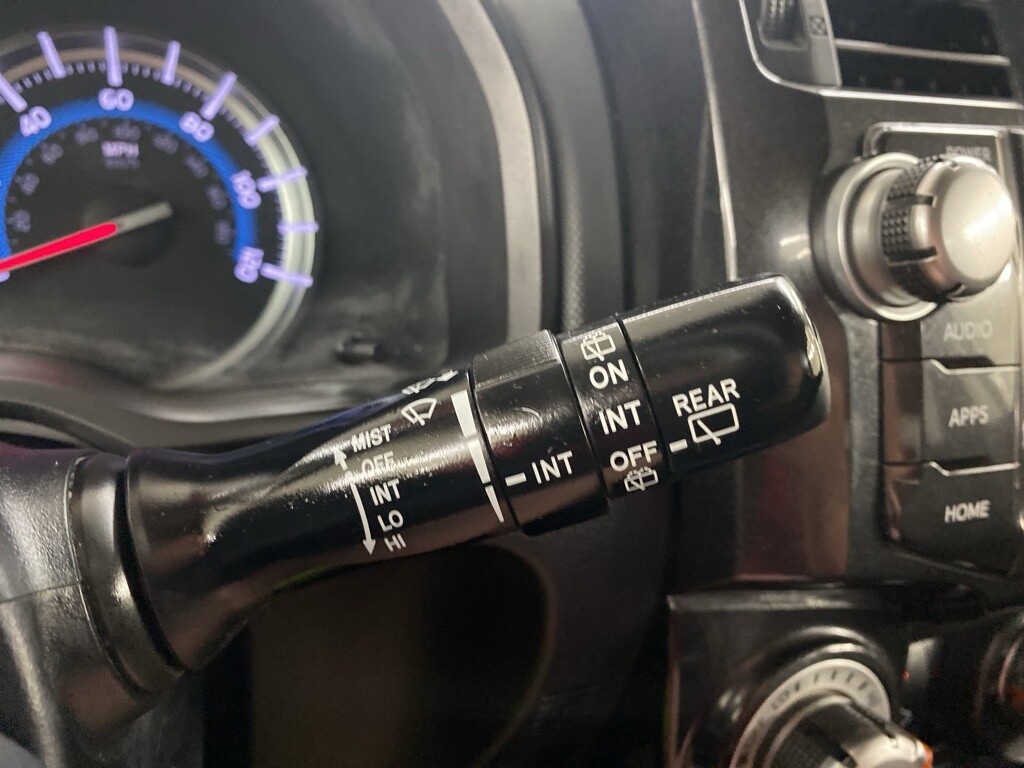 40
60
80
100
120
MPH
MIST
OFF
INT
LO
HI
INT
ON
INT
OFF
REAR
POWER
AUDIO
APPS
HOME